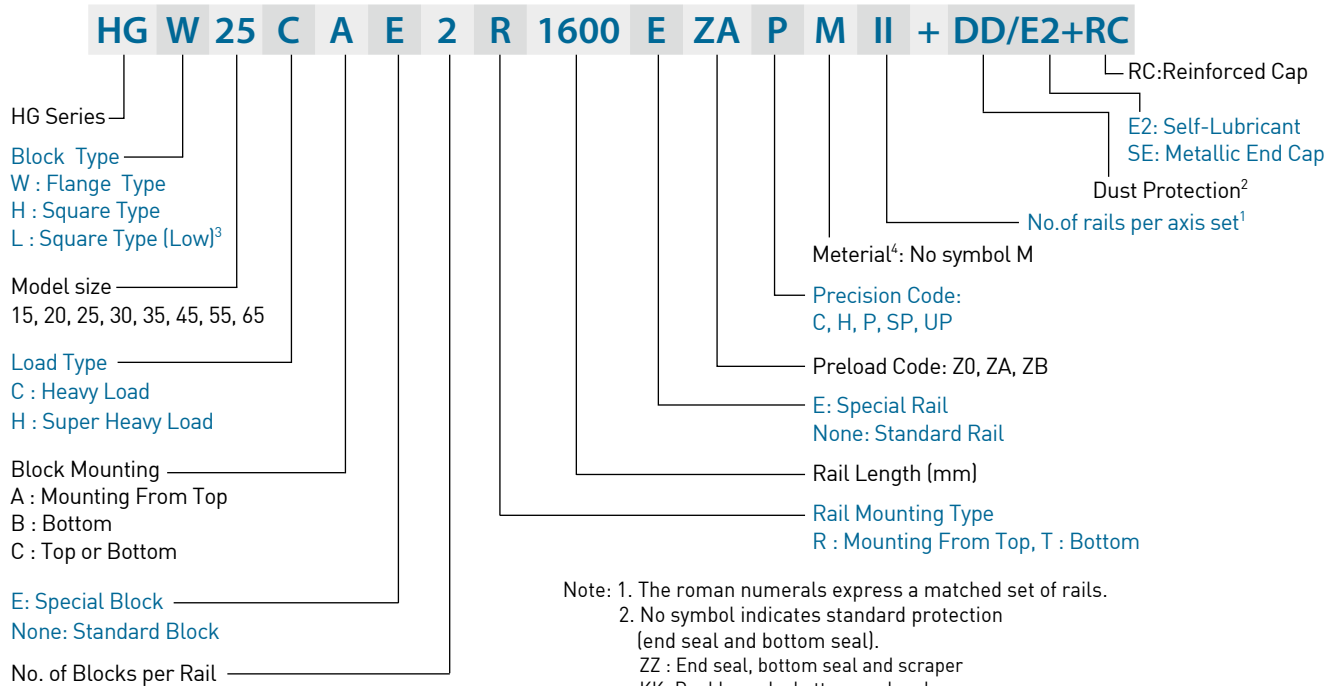 HG W 25 C A E 2 R 1600 E ZA P M II + DD/E2+RC
HG Series
Block Type
W : Flange Type
H : Square Type
L : Square Type (Low)3
Model size
15, 20, 25, 30, 35, 45, 55, 65
Load Type
C : Heavy Load
H : Super Heavy Load
Block Mounting
A : Mounting From Top
B : Bottom
C : Top or Bottom
E: Special Block
None: Standard Block
No. of Blocks per Rail
RC:Reinforced Cap
E2: Self-Lubricant
SE: Metallic End Cap
Dust Protection2
No.of rails per axis set1
Meterial4: No symbol M
Precision Code:
C, H, P, SP, UP
Preload Code: Z0, ZA, ZB
E: Special Rail
None: Standard Rail
Rail Length (mm)
Rail Mounting Type
R : Mounting From Top, T : Bottom
Note: 1. The roman numerals express a matched set of rails.
2. No symbol indicates standard protection
(end seal and bottom seal).
ZZ : End seal, bottom seal and scraper